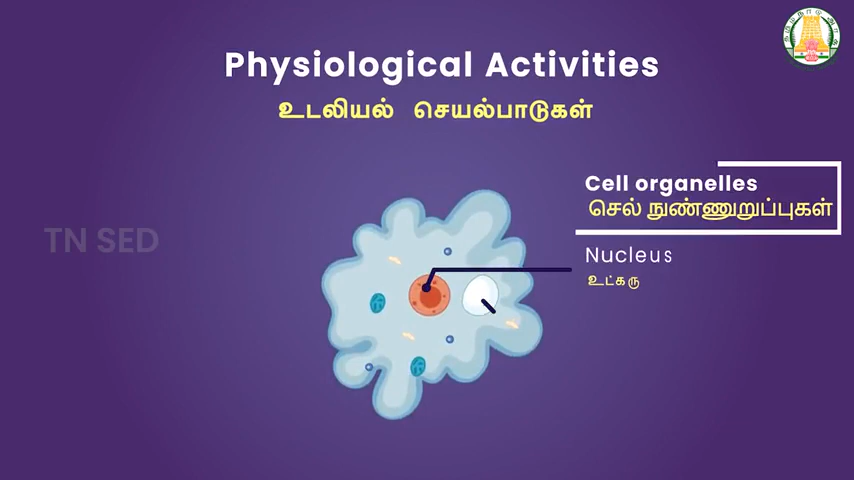 Physiological Activities
உடலியல் செயல்பாடுகள்
Cell organelles
செல் நுண்ணுறுப்புகள்
TN SED
Nucleus
உட்கரு